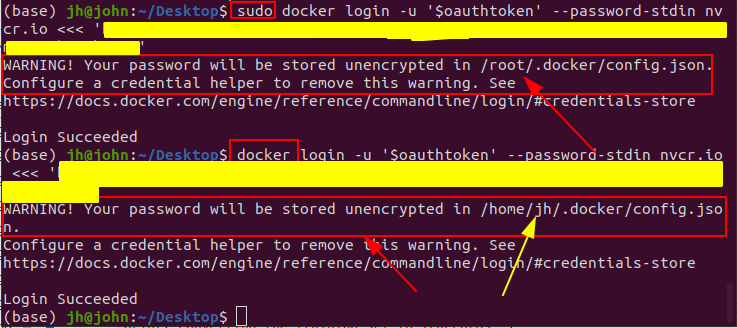 (base) jh@john:~/Desktop$ sudo docker login -u '$oauthtoken' --password-stdin nv
cr.io <<< '
'
WARNING! Your password will be stored unencrypted in /root/.docker/config.json.
Configure a credential helper to remove this warning. See
https://docs.docker.com/engine/reference/commandline/login/#credentials-store
Login Succeeded
(base) jh@john:~/Desktop$ docker login -u '$oauthtoken' --password-stdin nvcr.io
<<< '
WARNING! Your password will be stored unencrypted in /home/jh/.docker/config.jso
n.
Configure a credential helper to remove this warning. See
https://docs.docker.com/engine/reference/commandline/login/#credentials-store
Login Succeeded
(base) jh@john:~/Desktop$